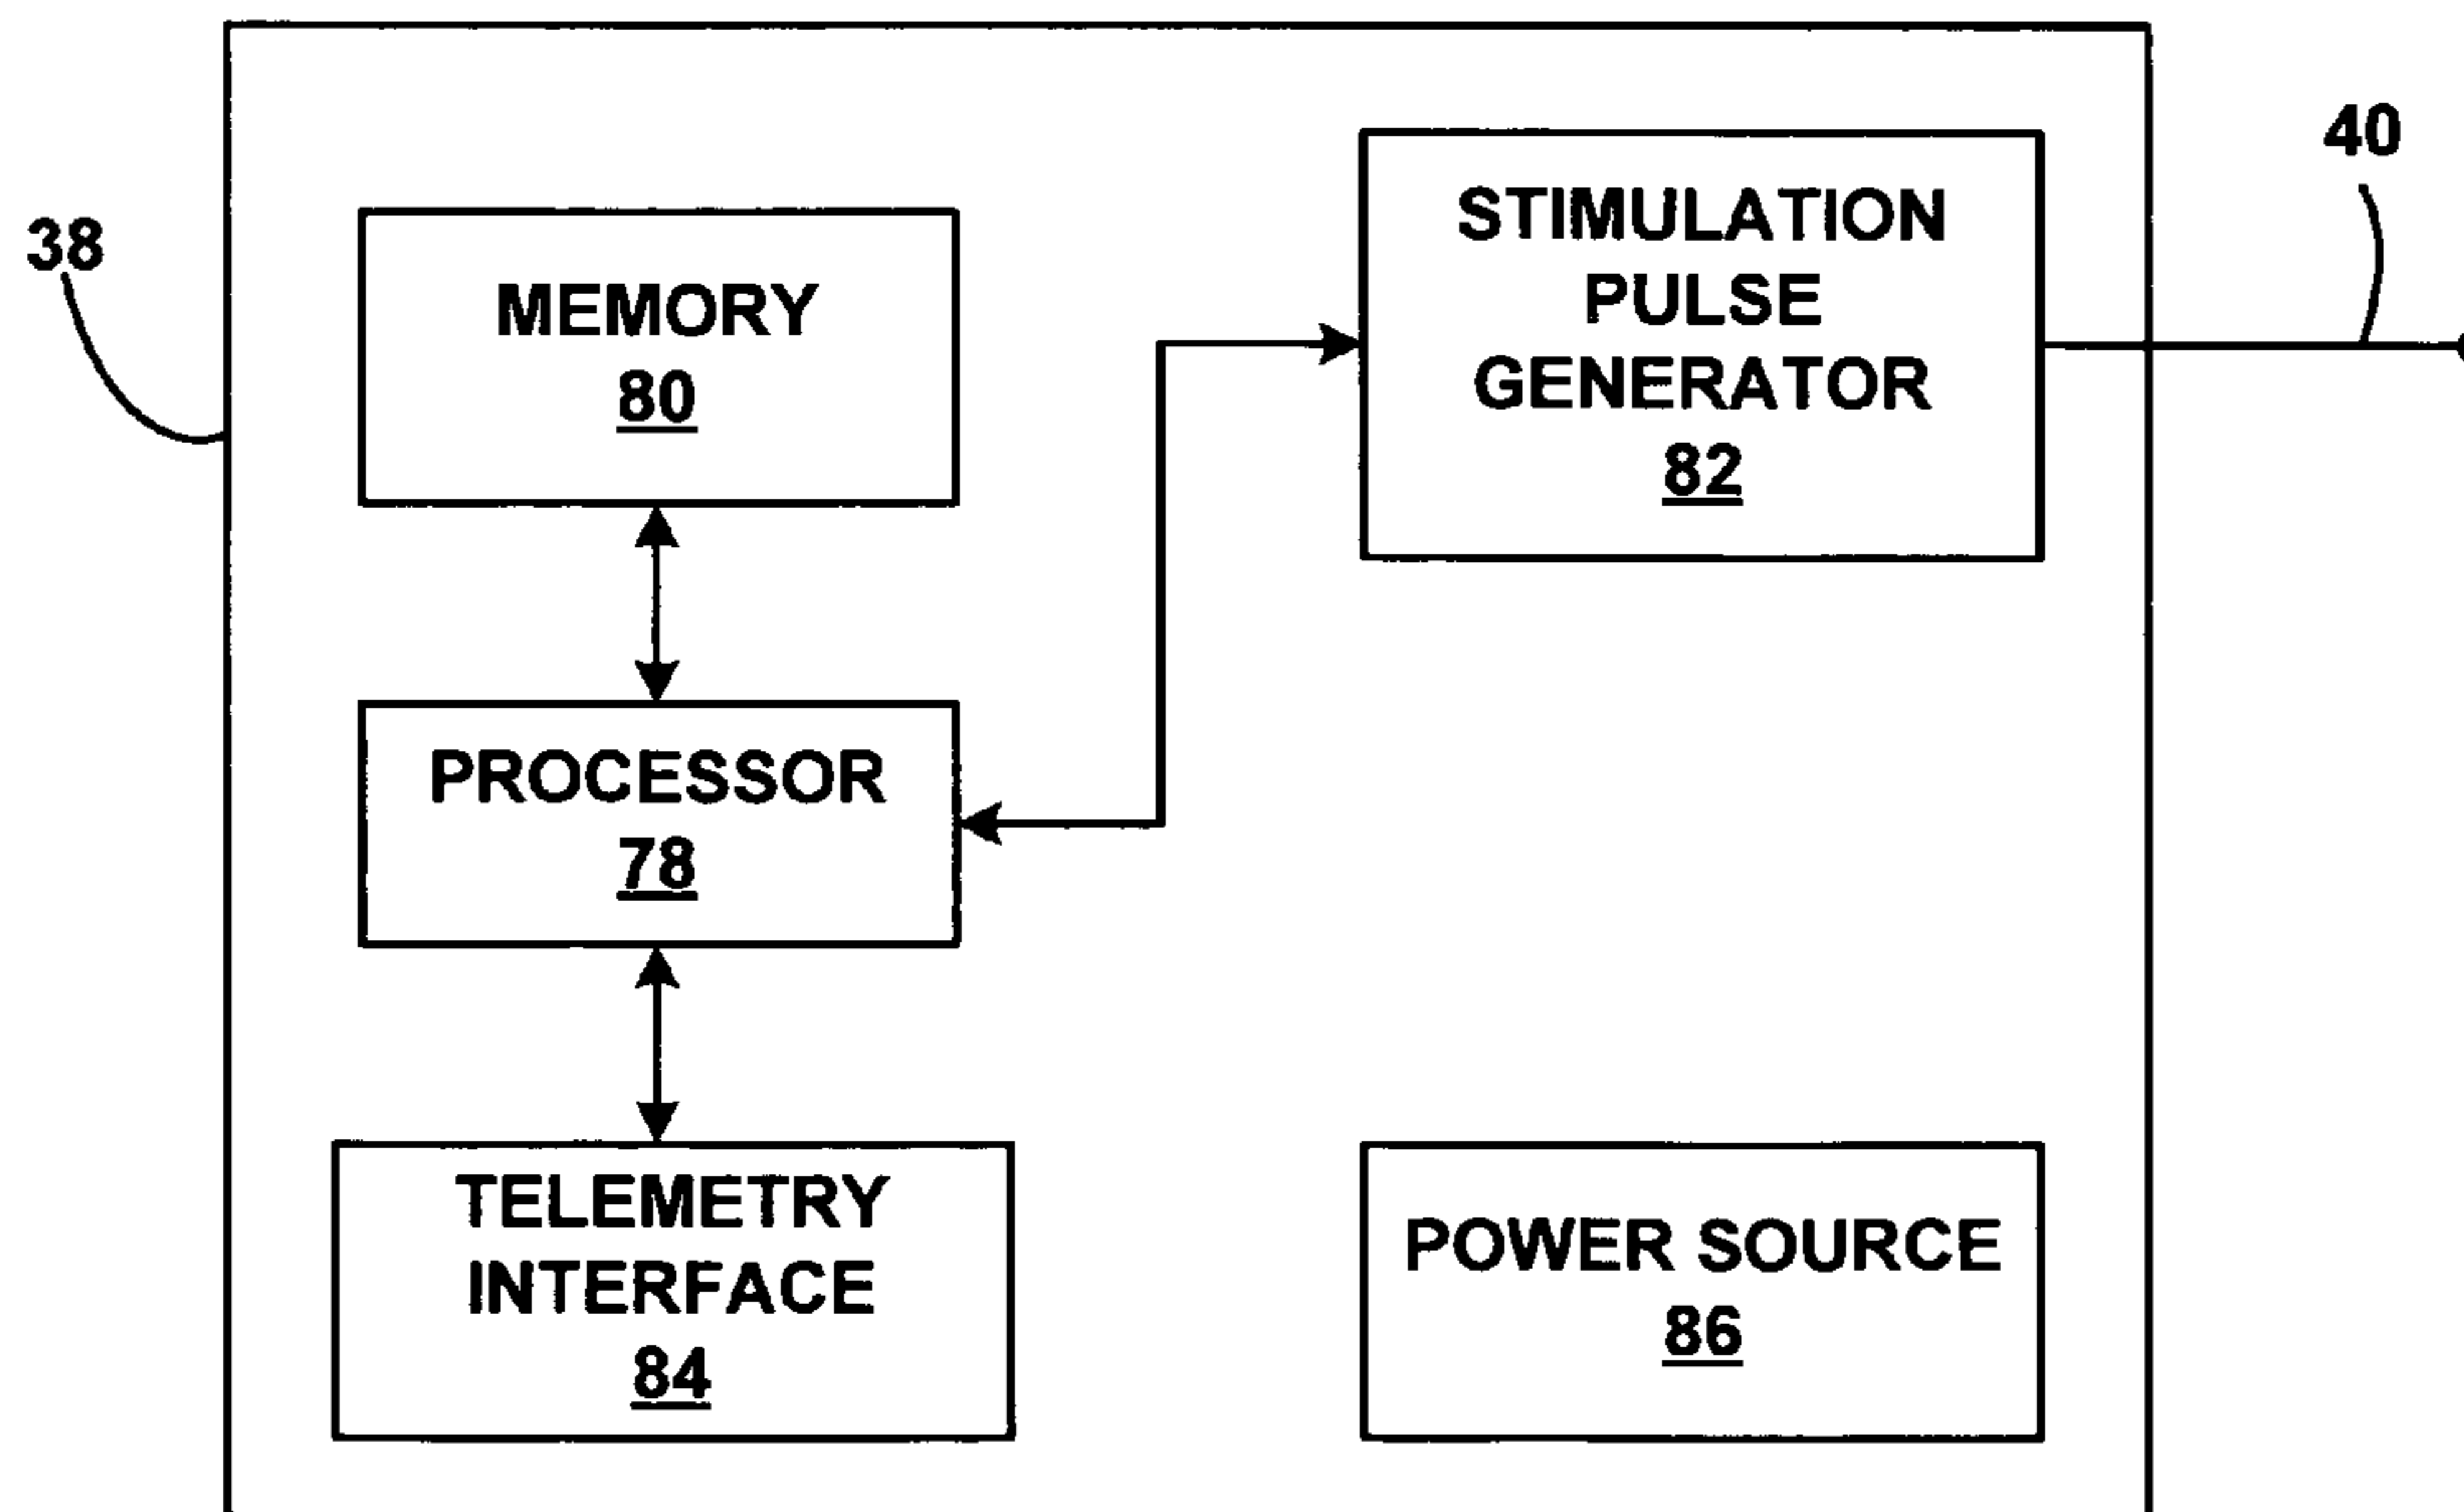 38
MEMORY
80
STIMULATION
PULSE
GENERATOR
82
40
PROCESSOR
78
TELEMETRY
INTERFACE
84
POWER SOURCE
86